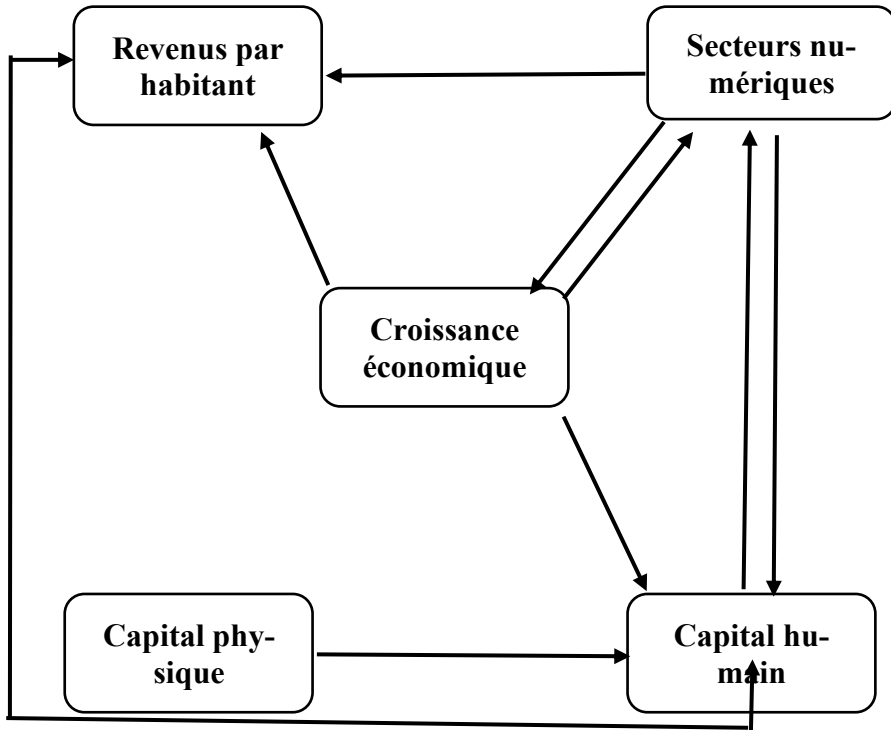 Revenus par
habitant
Secteurs nu-
mériques
Croissance
économique
Capital phy-
sique
Capital hu-
main